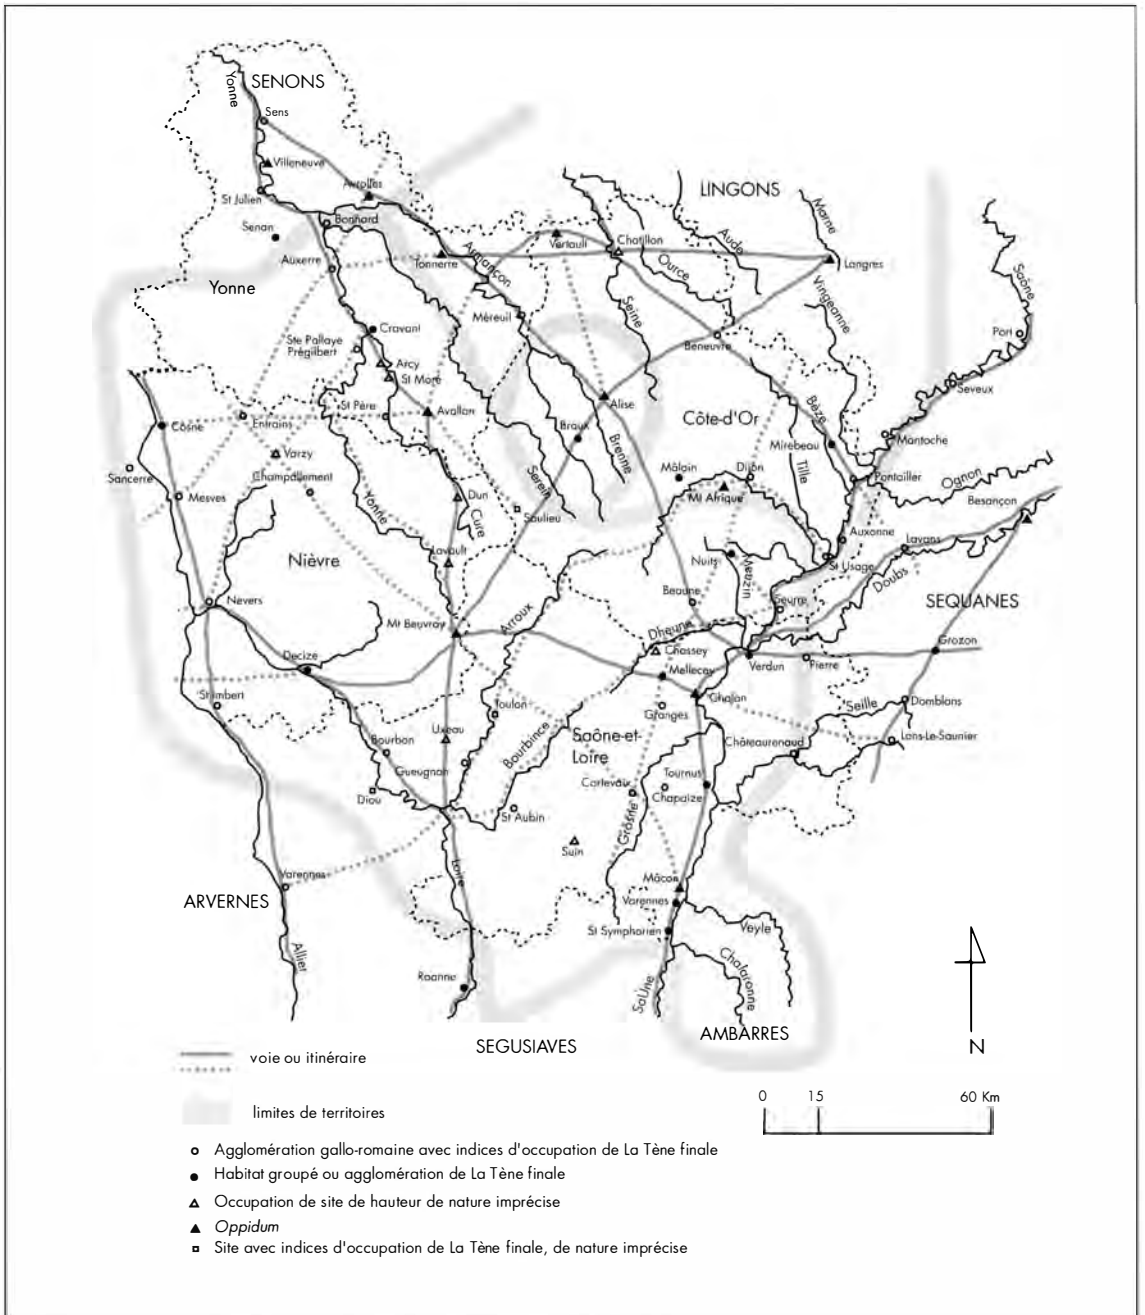 SENONS
Yonne
Sens
Villeneuve
Avrolles
St Julien
Bonnard
Senan
Auxerre
Tonnerre
Armançon
Vertault
Chatillon
LINGONS
Marne
Aude
Ource
Langres
Vingeanne
Saône
Port
Yonne
Seine
Méreuil
Beneuvre
Cravant
Ste Pallaye
Prégilbert
Arcy
St Moré
Seveux
St Père
Avallon
Alise
Côte-d'Or
Bèze
Côsne
Entrains
Braux
Brenne
Mirebeau
Mantoche
Varzy
Sancerre
Champallement
Mâlain
Dijon
Tille
Pontailler
Ognon
Mesves
Yonne
Serein
Mt Afrique
Besançon
Dun
Cure
Saulieu
Auxonne
Lavans
Nièvre
Lavault
Nuits
Meuzin
St Usage
Doubs
Nevers
Beaune
Seurre
SEQUANES
Mt Beuvray
Arroux
Dheune
Chassey
Grozon
Decize
Mellecey
Verdun
Pierre
St Imbert
Toulon
Chalon
Seille
Domblans
Granges
Bourbon
Uxeau
Bourbince
Saône-et-
Loire
Châteaurenaud
Lons-Le-Saunier
Gueugnon
Tournus
Diou
Cortevaix
Chapaize
St Aubin
Grosne
Suin
Varennes
Loire
Mâcon
ARVERNES
Varennes
Veyle
St Symphorien
Allier
Chalaronne
Roanne
SaUne
AMBARRES
SEGUSIAVES
N
voie ou itinéraire
0 15 60 Km
limites de territoires
Agglomération gallo-romaine avec indices d'occupation de La Tène finale
Habitat groupé ou agglomération de La Tène finale
Occupation de site de hauteur de nature imprécise
Oppidum
Site avec indices d'occupation de La Tène finale, de nature imprécise